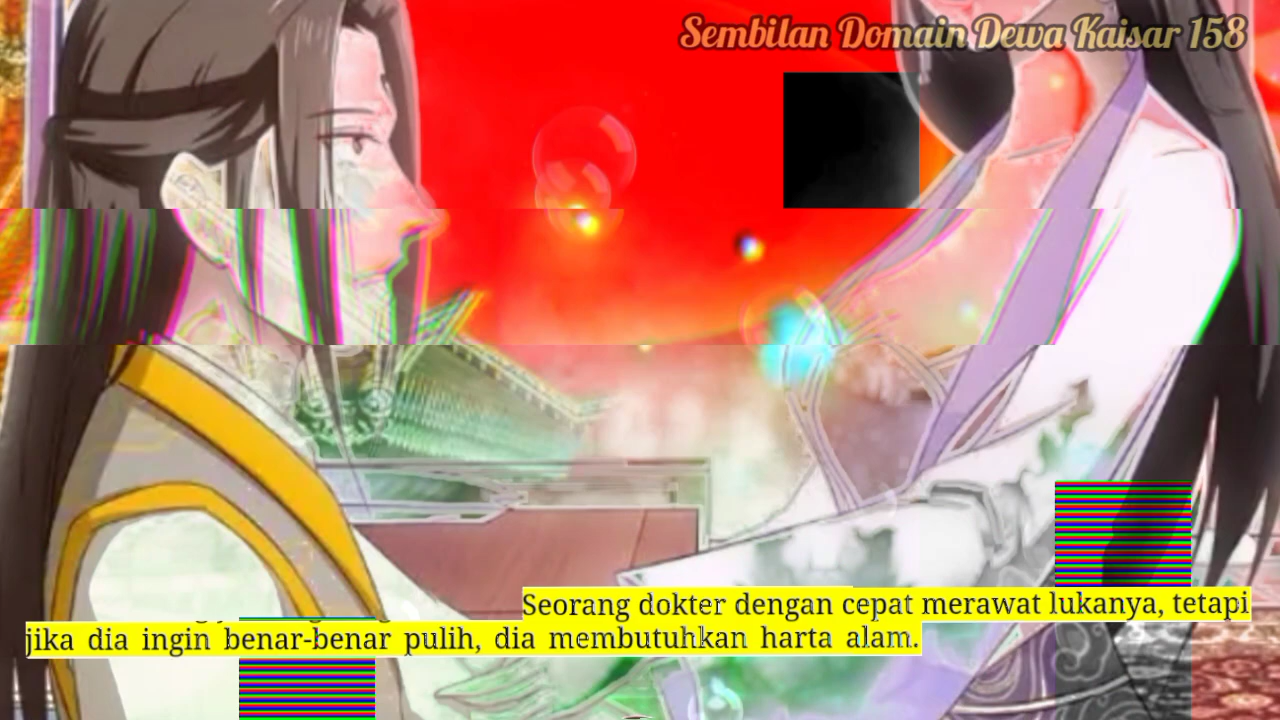 Sembilan Domain Dewa Kaisar 158
Seorang dokter dengan cepat merawat lukanya, tetapi
jika dia ingin benar-benar pulih, dia membutuhkan harta alam.